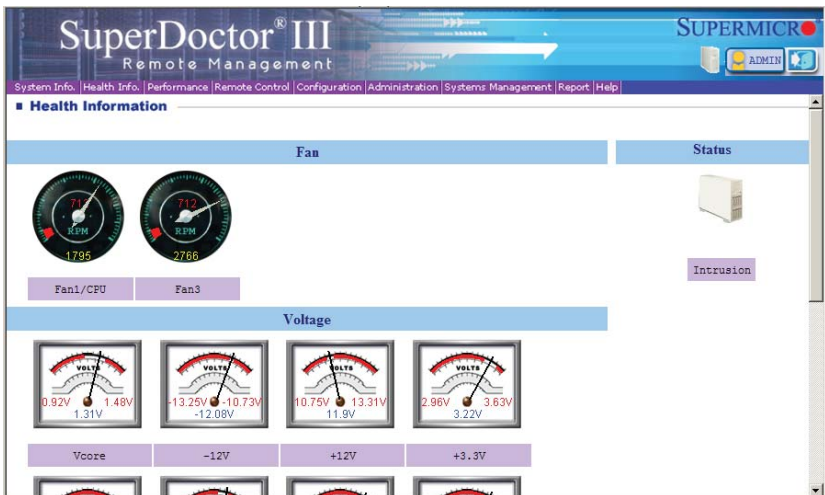 SuperDoctor® III
Remote Management
SUPERMICR
ADMIN
System Info. Health Info. Performance Remote Control Configuration Administration Systems Management Report Help
Health Information
Fan
Status
712 712
RPM RPM
1795 2766
Fan1/CPU Fan3
Intrusion
Voltage
VOLTS VOLTS VOLTS VOLTS
0.92V 1.48V -13.25V -10.73V 10.75V 13.31V 2.96V 3.63V
1.31V -12.08V 11.9V 3.22V
Vcore -12V +12V +3.3V